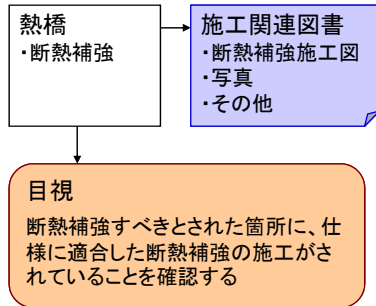 熱橋
・断熱補強
施工関連図書
・断熱補強施工図
・写真
・その他
目視
断熱補強すべきとされた箇所に、仕
様に適合した断熱補強の施工がさ
れていることを確認する